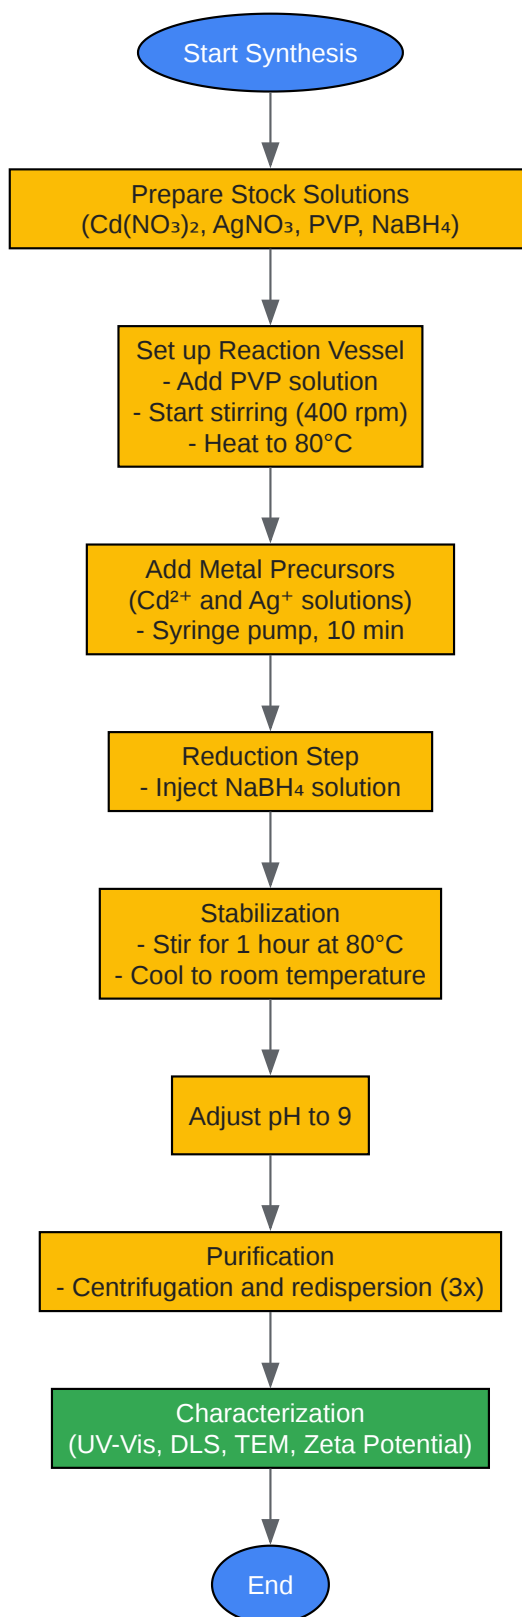 Start Synthesis
Prepare Stock Solutions
(Cd(NO₃)₂, AgNO₃, PVP, NaBH₄)
Set up Reaction Vessel
- Add PVP solution
- Start stirring (400 rpm)
- Heat to 80°C
Add Metal Precursors
(Cd²⁺ and Ag⁺ solutions)
- Syringe pump, 10 min
Reduction Step
- Inject NaBH₄ solution
Stabilization
- Stir for 1 hour at 80°C
- Cool to room temperature
Adjust pH to 9
Purification
- Centrifugation and redispersion (3x)
Characterization
(UV-Vis, DLS, TEM, Zeta Potential)
End